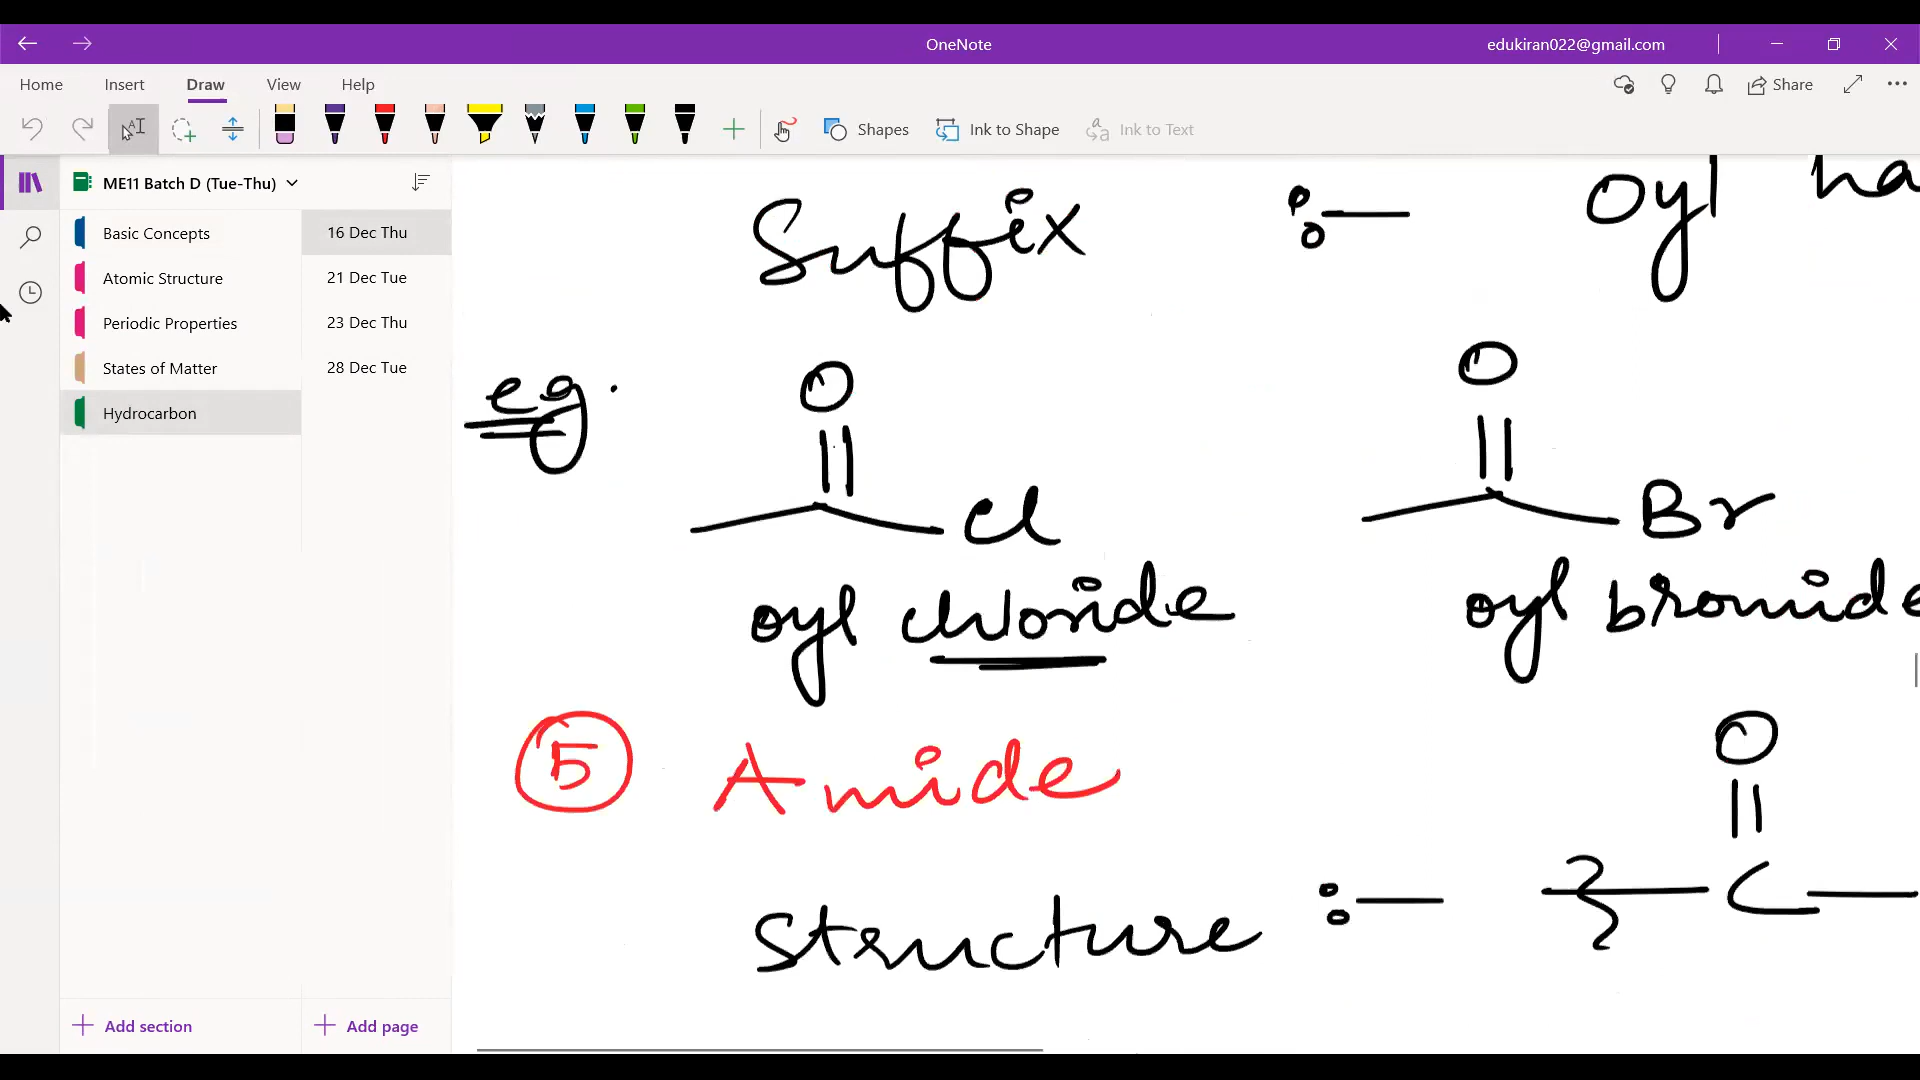 OneNote
edukiran022@gmail.com
Home Insert Draw View Help
Share
Shapes Ink to Shape Ink to Text
ME11 Batch D (Tue-Thu)
Basic Concepts
Atomic Structure
Periodic Properties
States of Matter
Hydrocarbon
16 Dec Thu
21 Dec Tue
23 Dec Thu
28 Dec Tue
Add section
Add page
Suffix :— oyl ha
eg.
O
Cl
oyl chloride
O
Br
oyl bromide
5 Amide
Structure :—
O
C